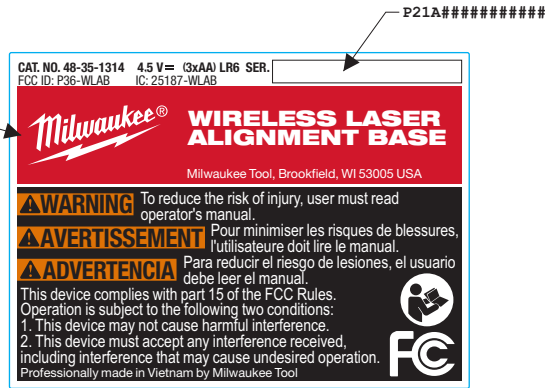 P21A###########
CAT. NO. 48-35-1314 4.5 V⎓ (3xAA) LR6 SER.
FCC ID: P36-WLAB IC: 25187-WLAB
Milwaukee®
WIRELESS LASER
ALIGNMENT BASE
Milwaukee Tool, Brookfield, WI 53005 USA
WARNING To reduce the risk of injury, user must read
operator's manual.
AVERTISSEMENT Pour minimiser les risques de blessures,
l'utilisateur doit lire le manual.
ADVERTENCIA Para reducir el riesgo de lesiones, el usuario
debe leer el manual.
This device complies with part 15 of the FCC Rules.
Operation is subject to the following two conditions:
1. This device may not cause harmful interference.
2. This device must accept any interference received,
including interference that may cause undesired operation.
Professionally made in Vietnam by Milwaukee Tool
FC